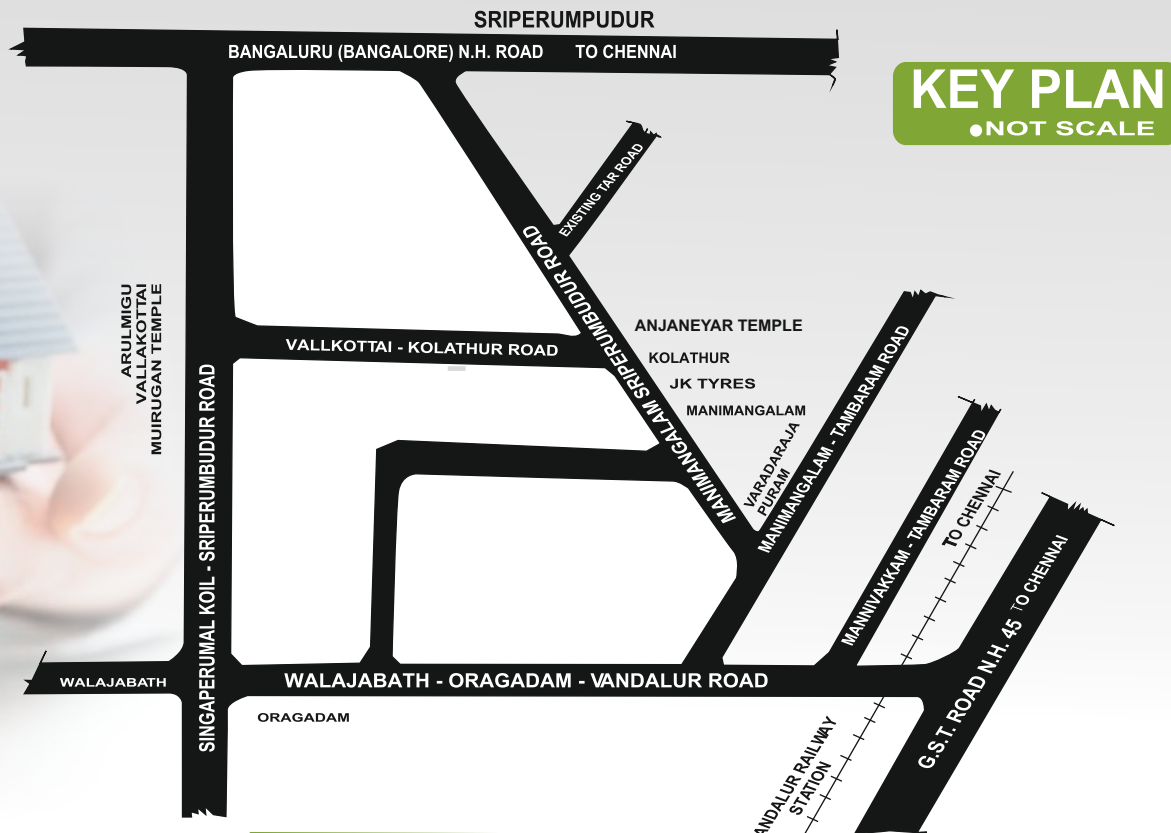 SRIPERUMPUDUR
BANGALURU (BANGALORE) N.H. ROAD TO CHENNAI
KEY PLAN
NOT SCALE
EXISTING TAR ROAD
MANIMANGALAM SRIPERUMBUDUR ROAD
ARULMIGU
VALLAKOTTAI
MUIRUGAN TEMPLE
VALLKOTTAI - KOLATHUR ROAD
ANJANEYAR TEMPLE
KOLATHUR
JK TYRES
MANIMANGALAM
VARADARAJA
PURAM
MANIMANGALAM - TAMBARAM ROAD
MANNIVAKKAM - TAMBARAM ROAD
TO CHENNAI
G.S.T. ROAD N.H. 45 TO CHENNAI
SINGAPERUMAL KOIL - SRIPERUMBUDUR ROAD
WALAJABATH
WALAJABATH - ORAGADAM - VANDALUR ROAD
ORAGADAM
RAILWAY
STATION